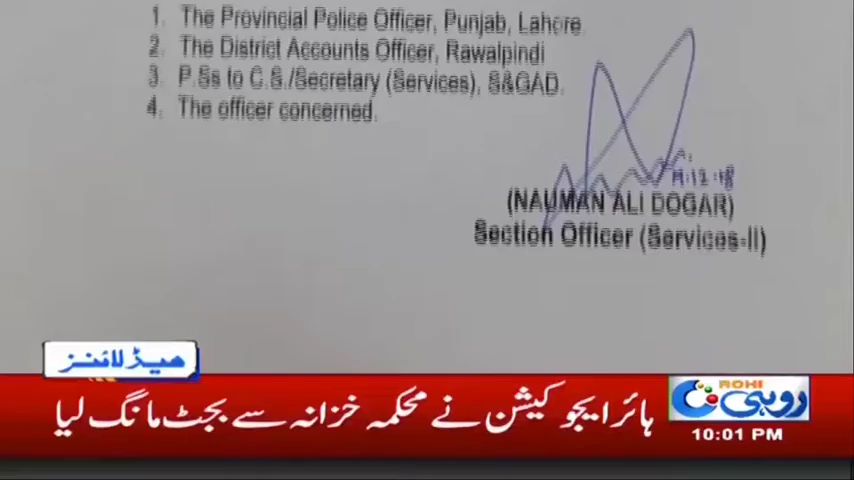 1. The Provincial Police Officer, Punjab, Lahore.
2. The District Accounts Officer, Rawalpindi
3. P.Ss to C.S./Secretary (Services), S&GAD.
4. The officer concerned.
(NAUMAN ALI DOGAR)
Section Officer (Services-II)
ھیڈلائنز
ہائر ایجوکیشن نے محکمہ خزانہ سے بجٹ مانگ لیا
ROHI
روہی
10:01 PM